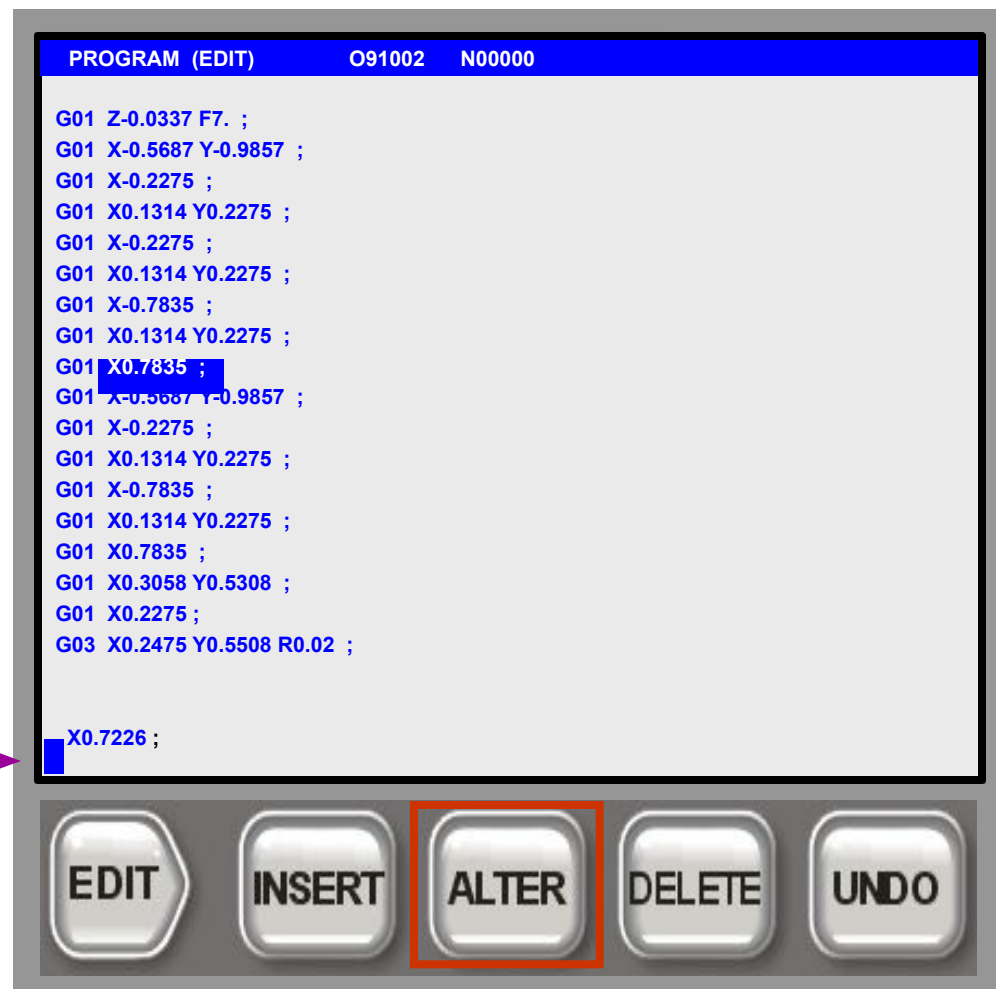 PROGRAM (EDIT) O91002 N00000
G01 Z-0.0337 F7. ;
G01 X-0.5687 Y-0.9857 ;
G01 X-0.2275 ;
G01 X0.1314 Y0.2275 ;
G01 X-0.2275 ;
G01 X0.1314 Y0.2275 ;
G01 X-0.7835 ;
G01 X0.1314 Y0.2275 ;
G01 X0.7835 ;
G01 X-0.5687 Y-0.9857 ;
G01 X-0.2275 ;
G01 X0.1314 Y0.2275 ;
G01 X-0.7835 ;
G01 X0.1314 Y0.2275 ;
G01 X0.7835 ;
G01 X0.3058 Y0.5308 ;
G01 X0.2275 ;
G03 X0.2475 Y0.5508 R0.02 ;
X0.7226 ;
EDIT INSERT ALTER DELETE UNDO